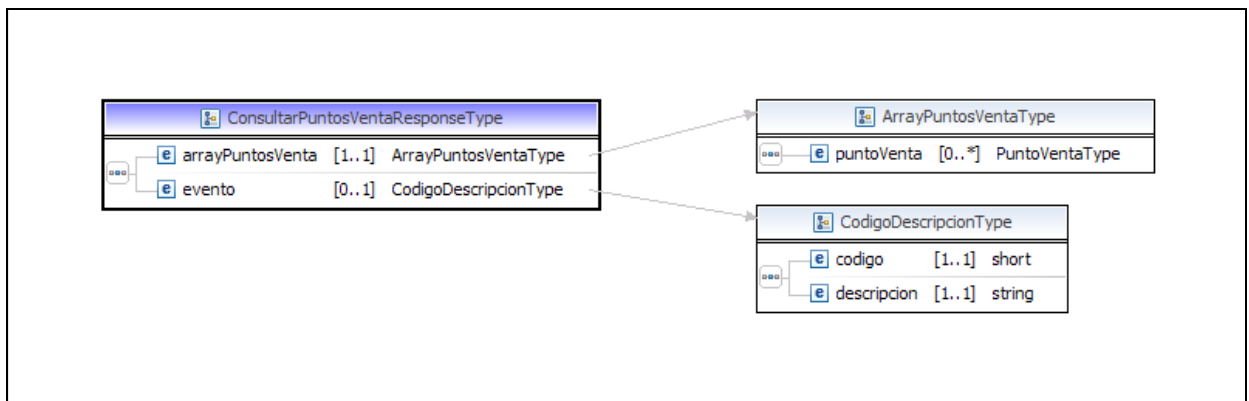 ConsultarPuntosVentaResponseType
e arrayPuntosVenta [1..1] ArrayPuntosVentaType
e evento [0..1] CodigoDescripcionType
ArrayPuntosVentaType
e puntoVenta [0..*] PuntoVentaType
CodigoDescripcionType
e codigo [1..1] short
e descripcion [1..1] string